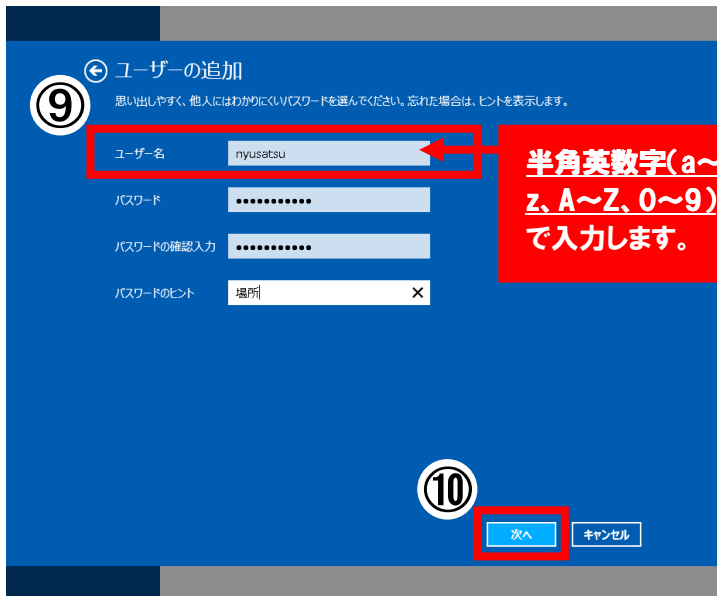 ユーザーの追加
⑨
思い出しやすく、他人にはわかりにくいパスワードを選んでください。忘れた場合は、ヒントを表示します。
ユーザー名 nyusatsu
半角英数字(a～
z、A～Z、0～9)
で入力します。
パスワード •••••••••••
パスワードの確認入力 •••••••••••
パスワードのヒント 場所
⑩
次へ キャンセル